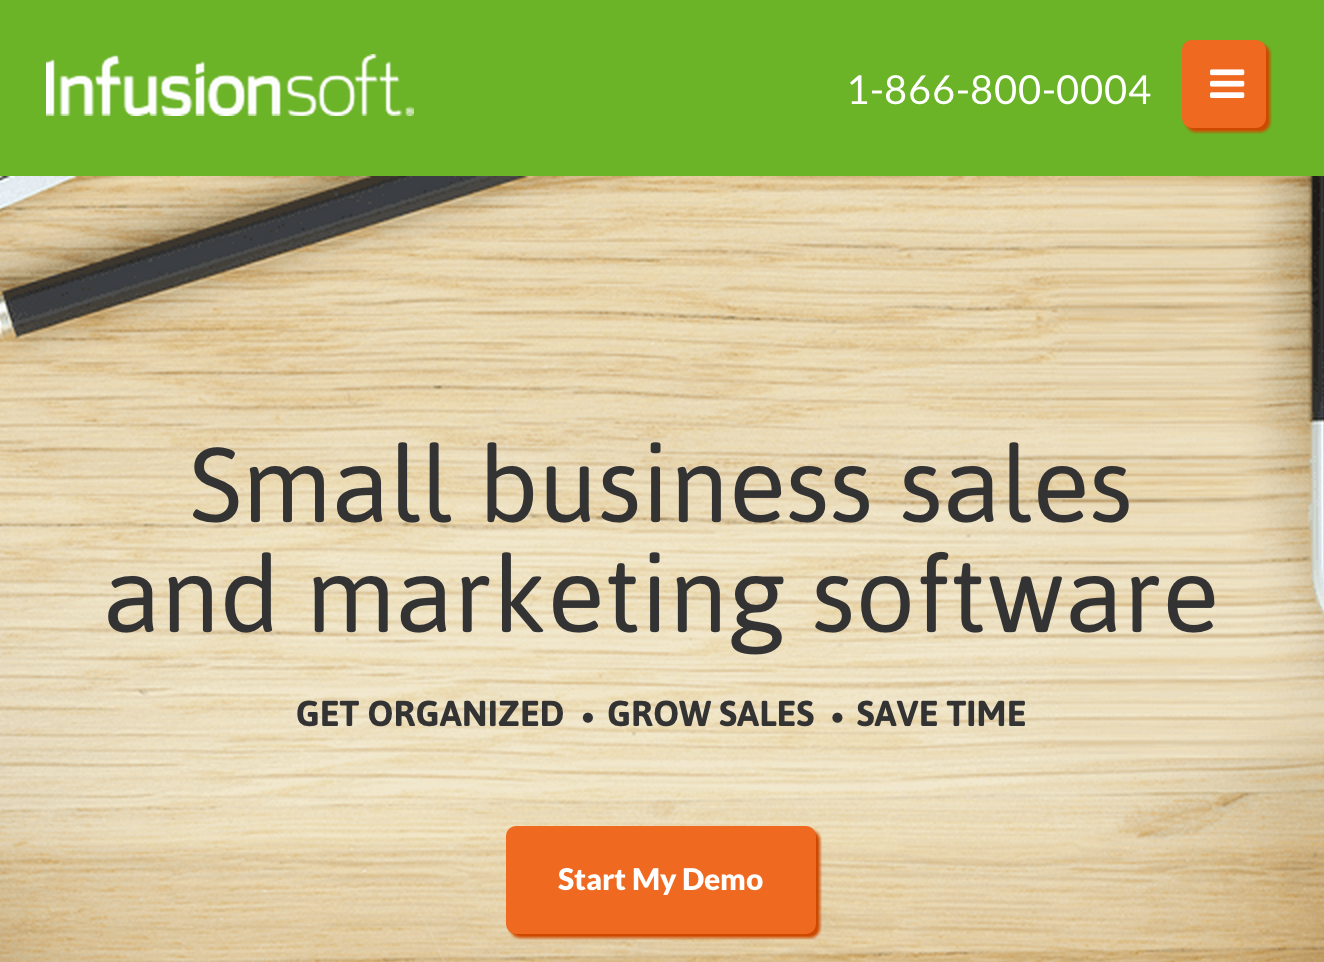 Infusionsoft®
1-866-800-0004
Small business sales
and marketing software
GET ORGANIZED • GROW SALES • SAVE TIME
Start My Demo